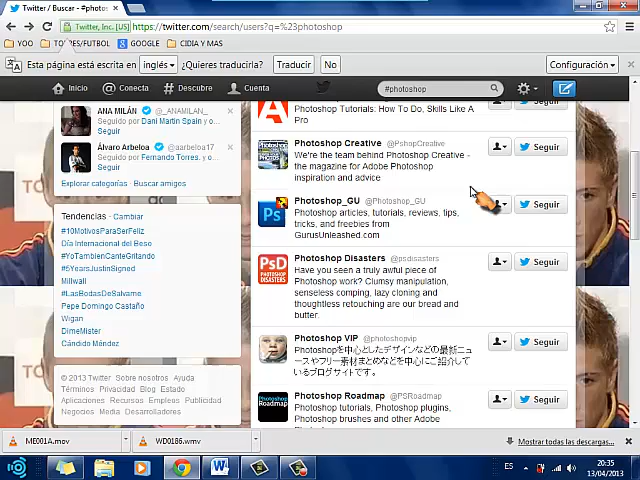 Twitter / Buscar - #photos
Twitter, Inc. [US]
https://twitter.com/search/users?q=%23photoshop
YOO
TORRES/FUTBOL
GOOGLE
CIDIA Y MAS
Esta página está escrita en
inglés
¿Quieres traducirla?
Traducir
No
Configuración
Inicio
Conecta
Descubre
Cuenta
#photoshop
ANA MILÁN @_ANAMILAN_
Seguido por Dani Martin Spain y o...
Seguir
Álvaro Arbeloa @aarbeloa17
Seguido por Fernando Torres. y o...
Seguir
Explorar categorías · Buscar amigos
Tendencias · Cambiar
#10MotivosParaSerFeliz
Día Internacional del Beso
#YoTambienCanteGritando
#5YearsJustinSigned
Millwall
#LasBodasDeSalvame
Pepe Domingo Castaño
Wigan
DimeMister
Cándido Méndez
© 2013 Twitter Sobre nosotros Ayuda
Términos Privacidad Blog Estado
Aplicaciones Recursos Empleos Publicidad
Negocios Media Desarrolladores
Photoshop Tutorials: How To Do, Skills Like A
Pro
Seguir
Photoshop Creative @PshopCreative
We're the team behind Photoshop Creative -
the magazine for Adobe Photoshop
inspiration and advice
Seguir
Photoshop_GU @Photoshop_GU
Photoshop articles, tutorials, reviews, tips,
tricks, and freebies from
GurusUnleashed.com
Seguir
Ps
Photoshop Disasters @psdisasters
Have you seen a truly awful piece of
Photoshop work? Clumsy manipulation,
senseless comping, lazy cloning and
thoughtless retouching are our bread and
butter.
Seguir
PsD
Photoshop VIP @photoshopvip
Photoshopを中心としたデザインなどの最新ニュ
ースやフリー素材まとめなどを中心にご紹介して
いるブログサイトです。
Seguir
Photoshop Roadmap @PSRoadmap
Photoshop tutorials, Photoshop plugins,
Photoshop brushes and other Adobe
Seguir
Photoshop
Roadmap
ME001A.mov
WD0186.wmv
Mostrar todas las descargas...
ES
20:35
13/04/2013